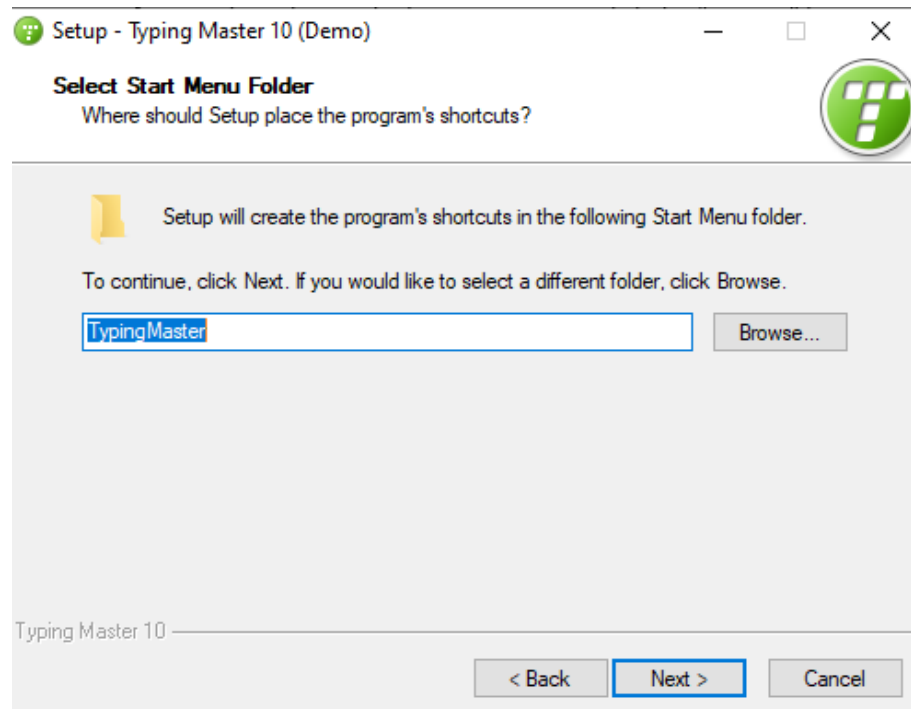 Setup - Typing Master 10 (Demo)
Select Start Menu Folder
Where should Setup place the program's shortcuts?
Setup will create the program's shortcuts in the following Start Menu folder.
To continue, click Next. If you would like to select a different folder, click Browse.
TypingMaster
Browse...
Typing Master 10
< Back
Next >
Cancel